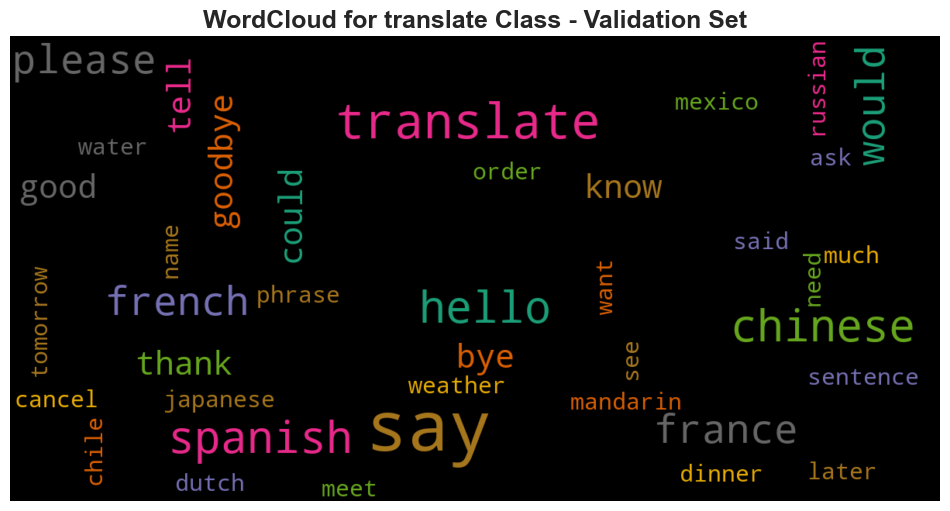 WordCloud for translate Class - Validation Set
please
tell
goodbye
translate
mexico
russian
would
water
order
ask
good
could
know
name
said
much
need
want
tomorrow
french
phrase
hello
chinese
thank
bye
see
weather
sentence
cancel
japanese
mandarin
say
spanish
france
chile
dutch
meet
dinner
later